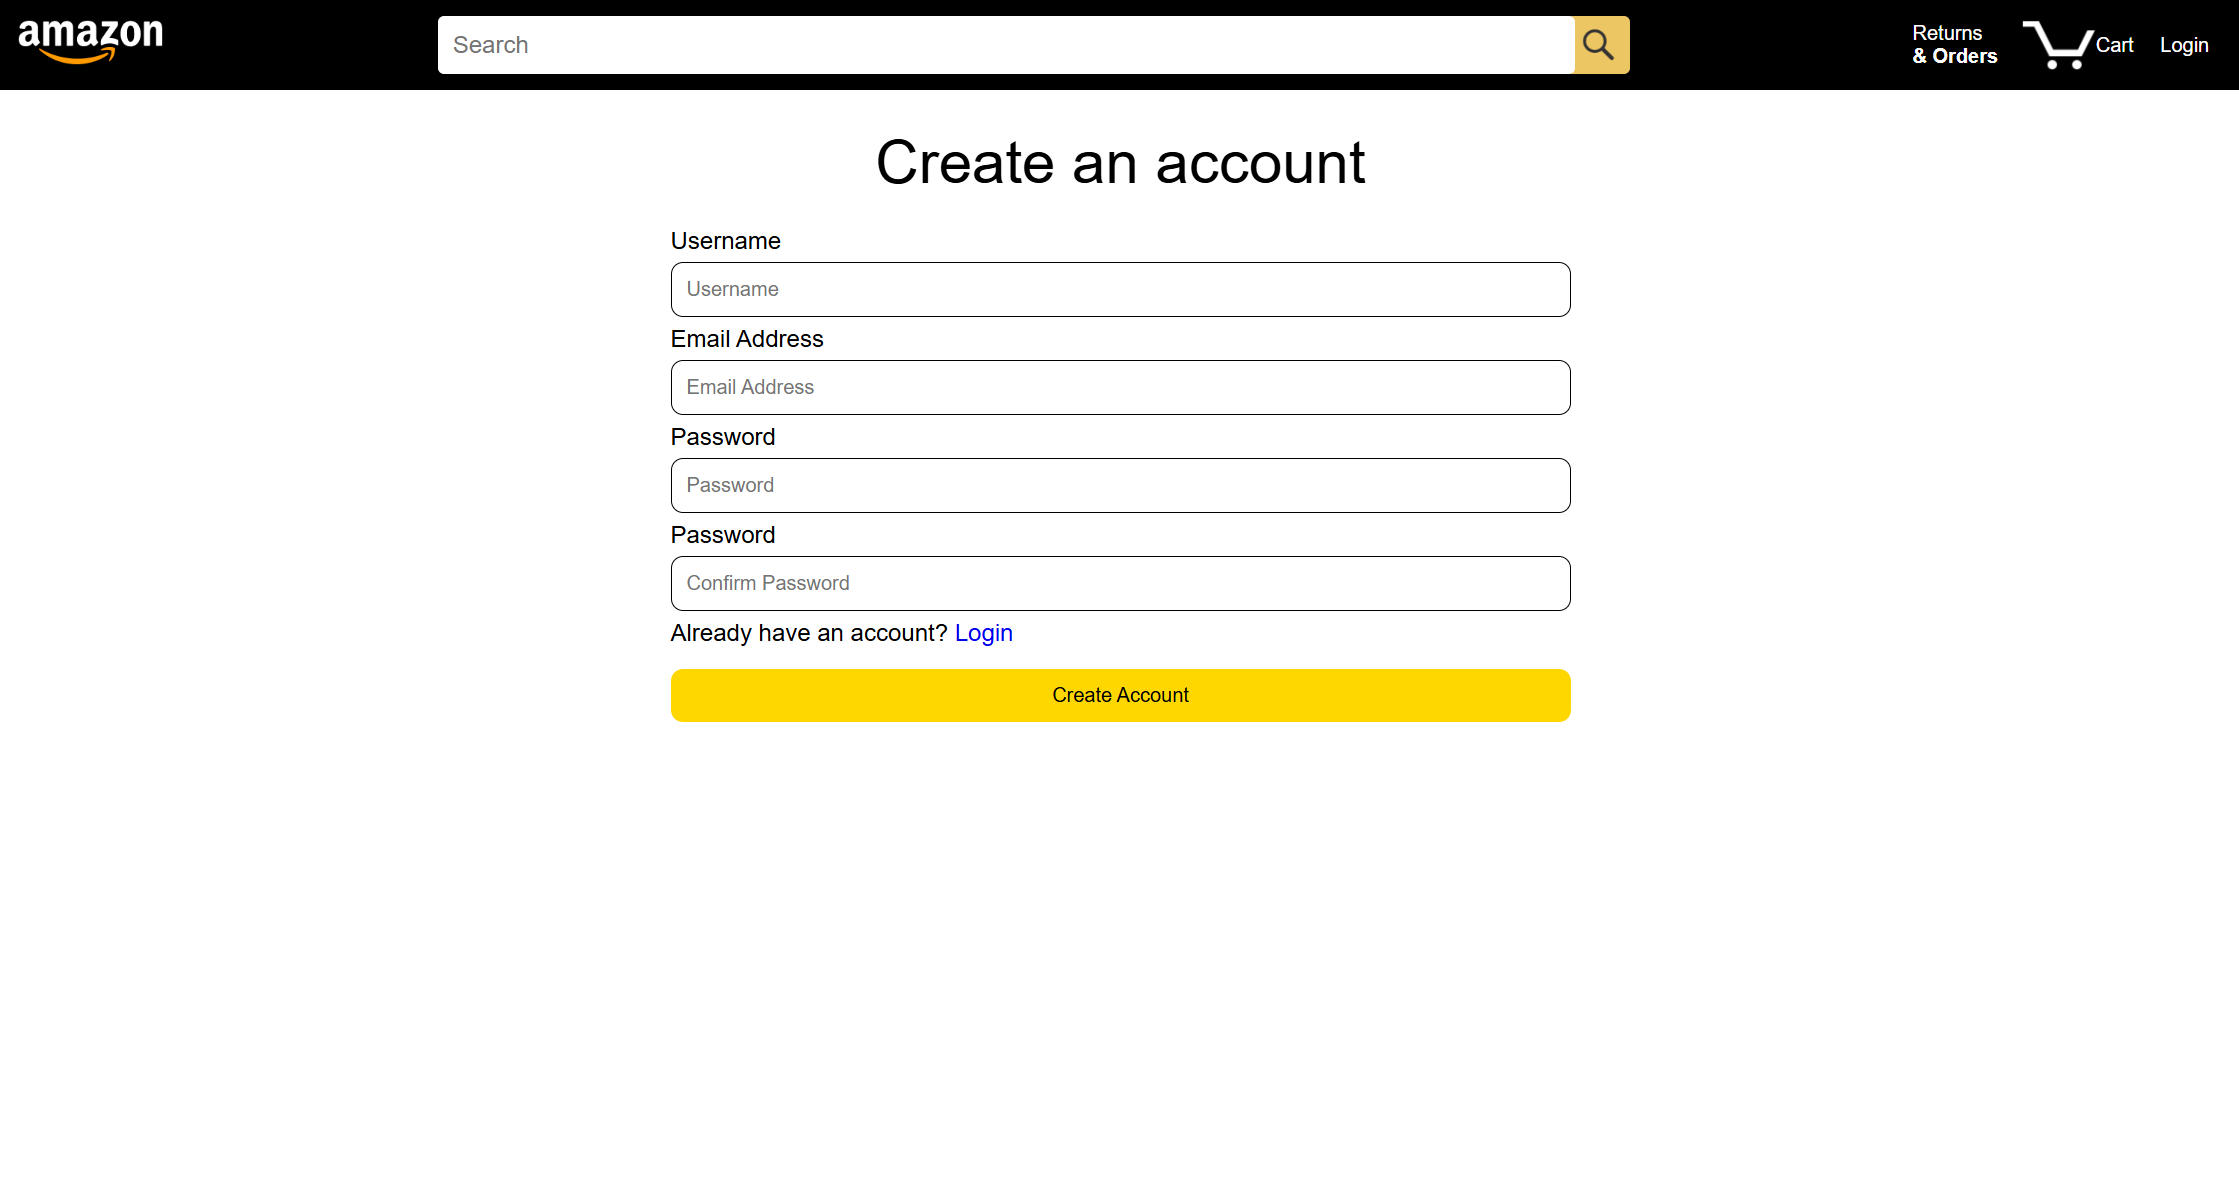 amazon
Search
Returns
& Orders
Cart
Login
Create an account
Username
Username
Email Address
Email Address
Password
Password
Password
Confirm Password
Already have an account? Login
Create Account